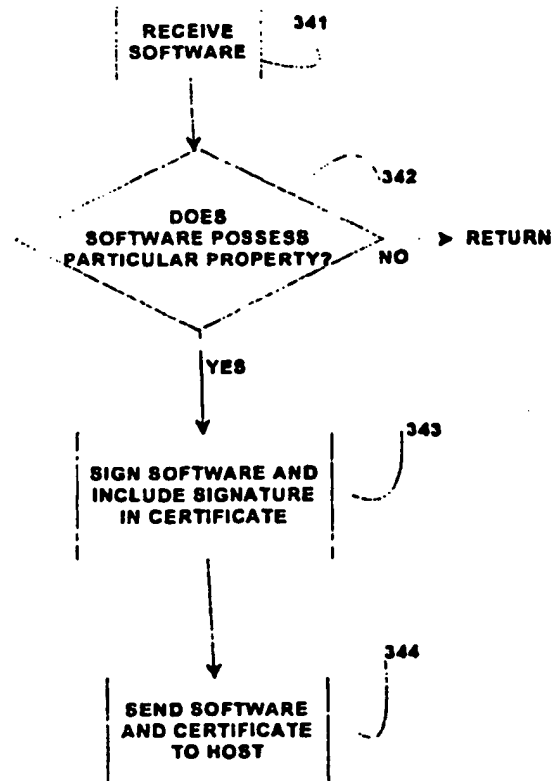 RECEIVE
SOFTWARE
341
342
DOES
SOFTWARE POSSESS
PARTICULAR PROPERTY?
NO
RETURN
YES
343
SIGN SOFTWARE AND
INCLUDE SIGNATURE
IN CERTIFICATE
344
SEND SOFTWARE
AND CERTIFICATE
TO HOST